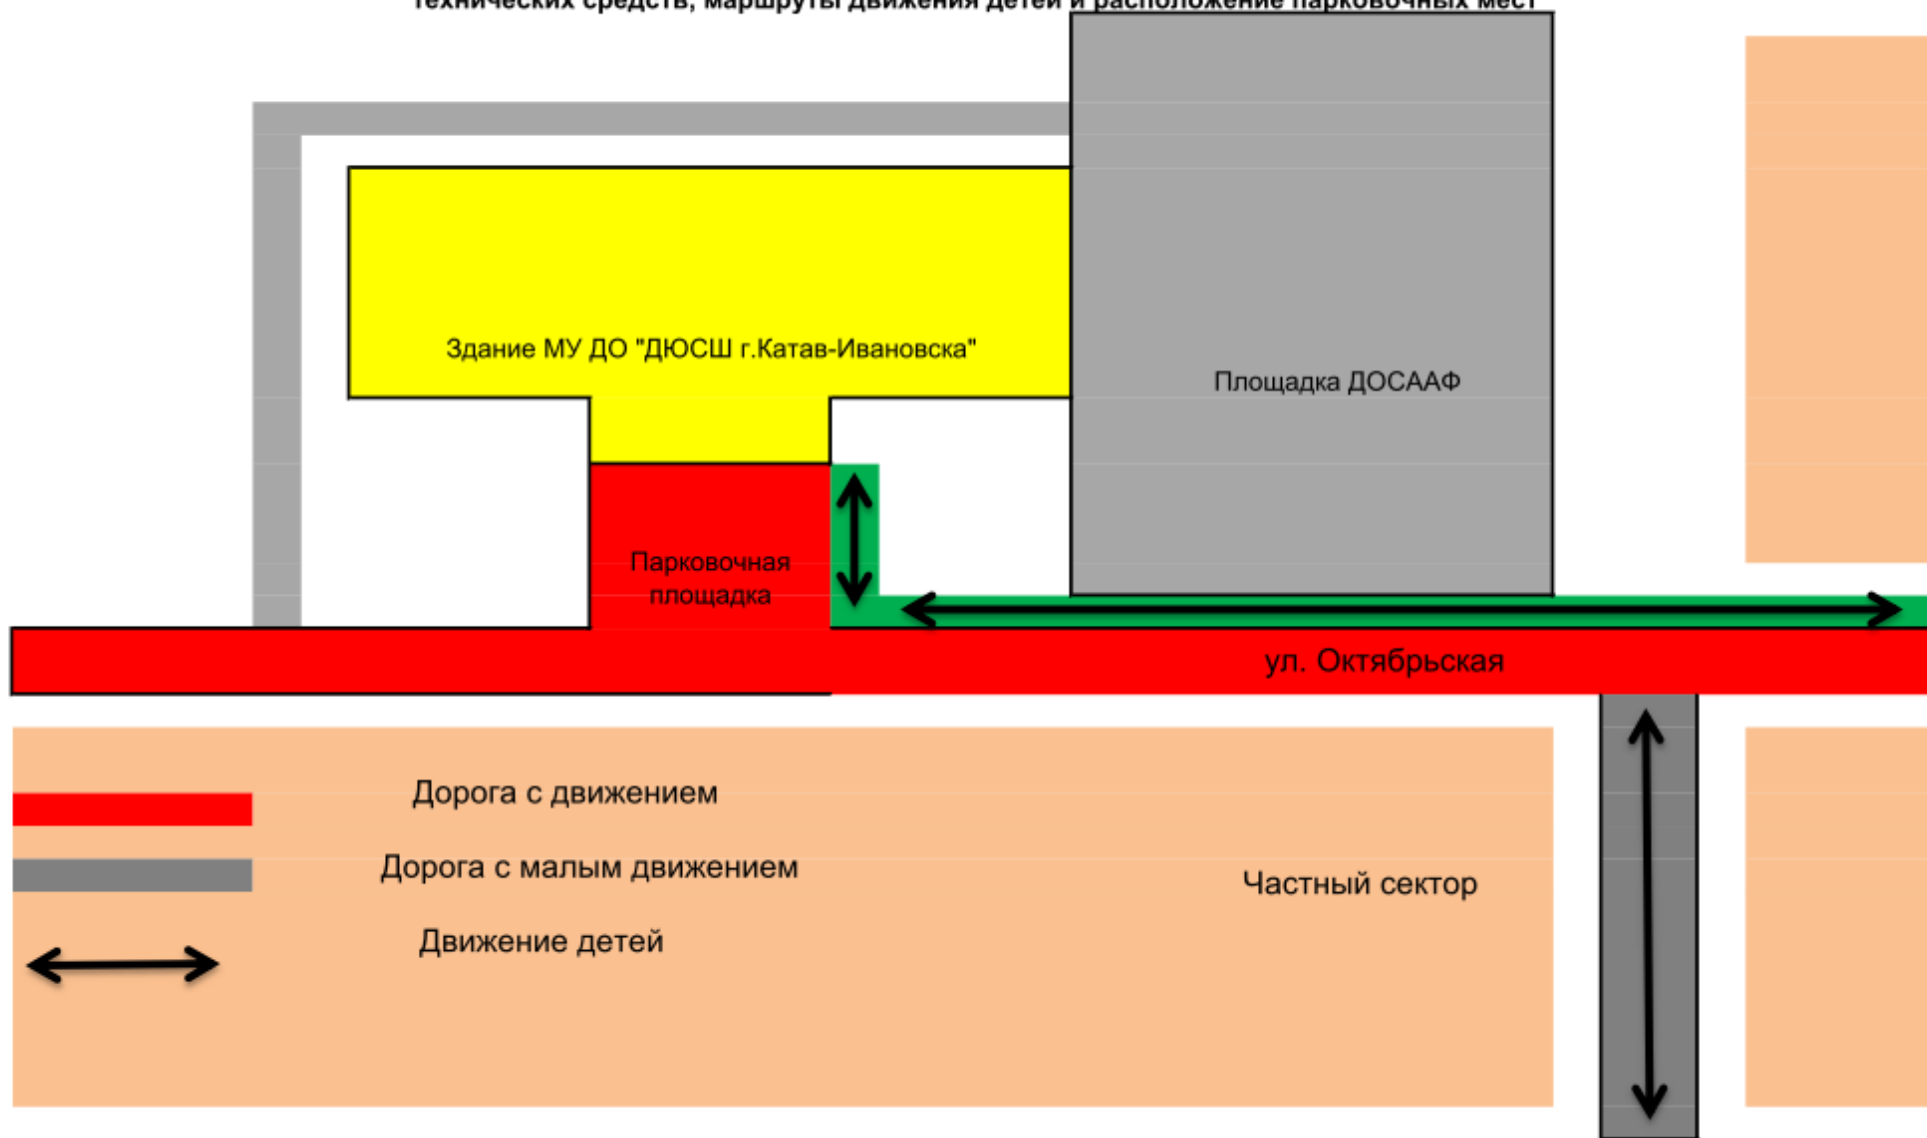 технических средств, маршруты движения детей и расположение парковочных мест
Здание МУ ДО "ДЮСШ г.Катав-Ивановска"
Площадка ДОСААФ
Парковочная
площадка
ул. Октябрьская
Дорога с движением
Дорога с малым движением
Частный сектор
Движение детей